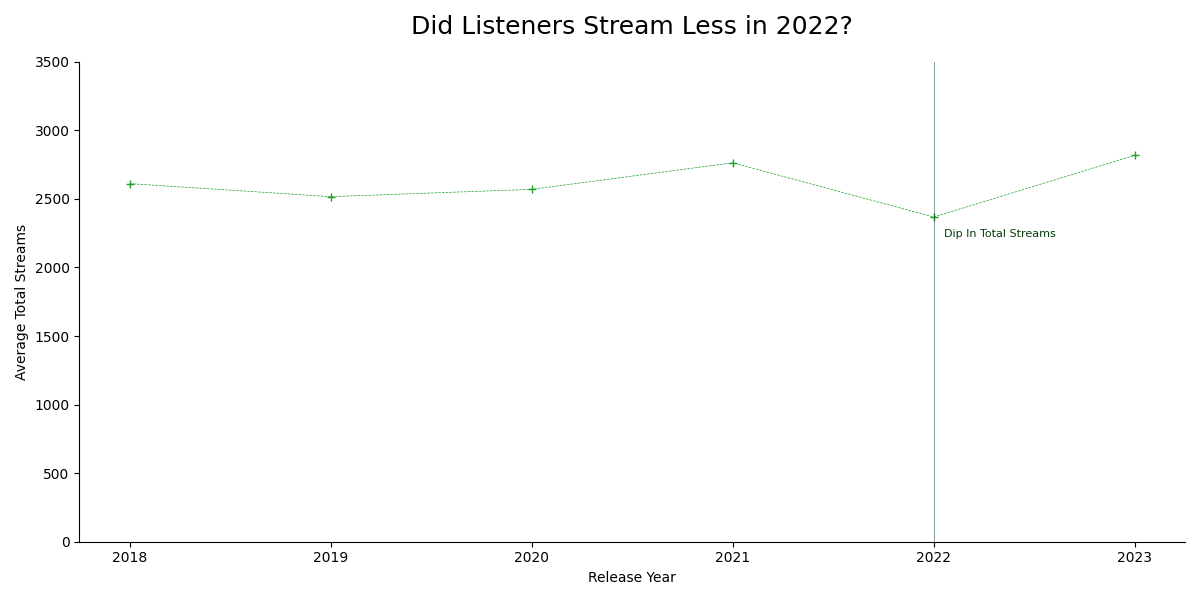 Did Listeners Stream Less in 2022?
3500
3000
2500
2000
1500
1000
500
0
Average Total Streams
Dip In Total Streams
2018 2019 2020 2021 2022 2023
Release Year